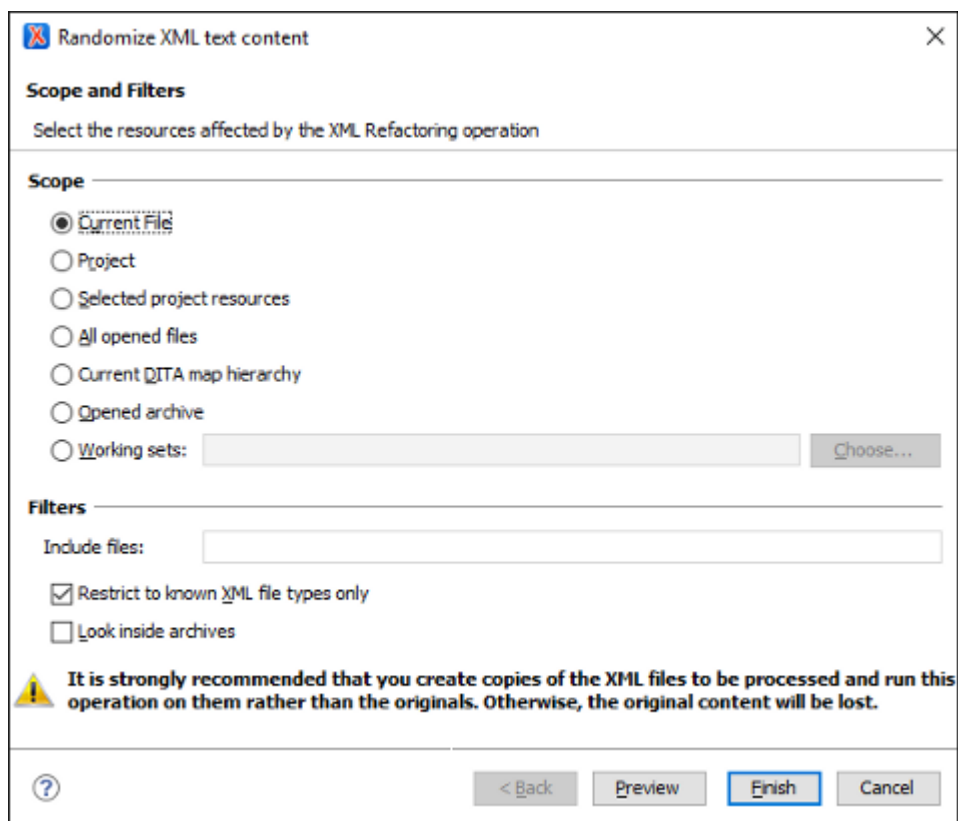 Randomize XML text content
Scope and Filters
Select the resources affected by the XML Refactoring operation
Scope
Current File
Project
Selected project resources
All opened files
Current DITA map hierarchy
Opened archive
Working sets: Choose...
Filters
Include files:
Restrict to known XML file types only
Look inside archives
It is strongly recommended that you create copies of the XML files to be processed and run this
operation on them rather than the originals. Otherwise, the original content will be lost.
? < Back Preview Finish Cancel